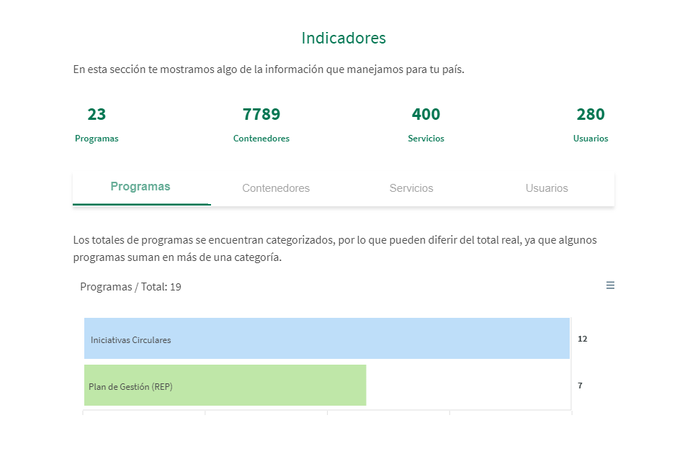 Indicadores
En esta sección te mostramos algo de la información que manejamos para tu país.
23 7789 400 280
Programas Contenedores Servicios Usuarios
Programas Contenedores Servicios Usuarios
Los totales de programas se encuentran categorizados, por lo que pueden diferir del total real, ya que algunos
programas suman en más de una categoría.
Programas / Total: 19
Iniciativas Circulares 12
Plan de Gestión (REP) 7